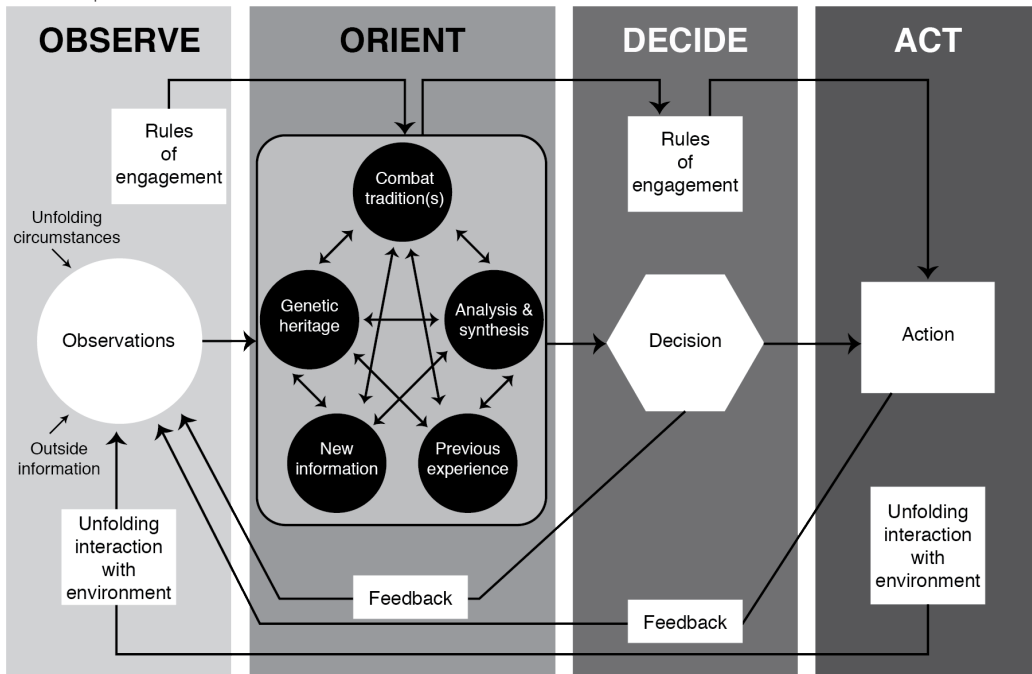 OBSERVE
ORIENT
DECIDE
ACT
Rules
of
engagement
Unfolding
circumstances
Observations
Outside
information
Unfolding
interaction
with
environment
Combat
tradition(s)
Genetic
heritage
Analysis &
synthesis
New
information
Previous
experience
Feedback
Rules
of
engagement
Decision
Feedback
Action
Unfolding
interaction
with
environment